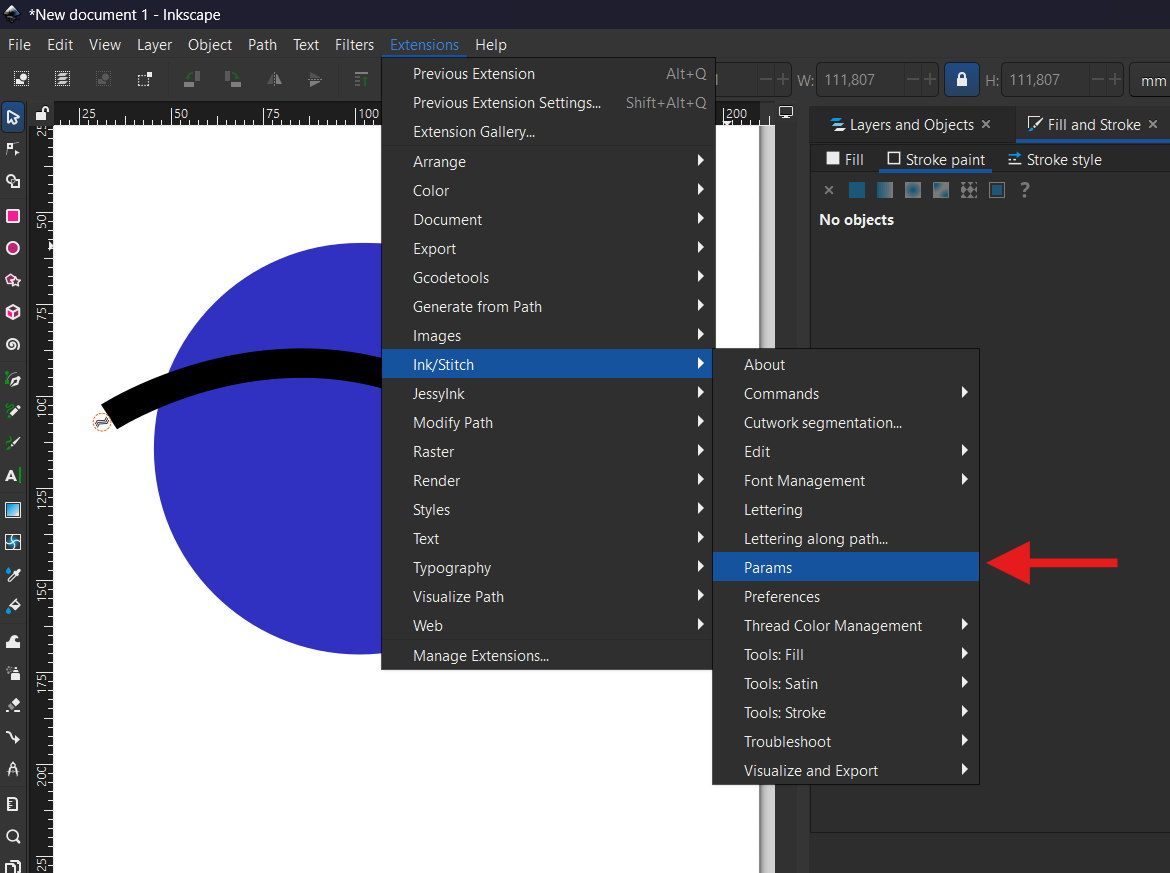 *New document 1 - Inkscape
File Edit View Layer Object Path Text Filters Extensions Help
W: 111,807 H: 111,807 mm
Previous Extension Alt+Q
Previous Extension Settings... Shift+Alt+Q
Extension Gallery...
Arrange
Color
Document
Export
Gcodetools
Generate from Path
Images
Ink/Stitch
JessyInk
Modify Path
Raster
Render
Styles
Text
Typography
Visualize Path
Web
Manage Extensions...
About
Commands
Cutwork segmentation...
Edit
Font Management
Lettering
Lettering along path...
Params
Preferences
Thread Color Management
Tools: Fill
Tools: Satin
Tools: Stroke
Troubleshoot
Visualize and Export
Layers and Objects Fill and Stroke
Fill Stroke paint Stroke style
No objects
25 50 75 100 200
25
50
75
100
125
150
175
200